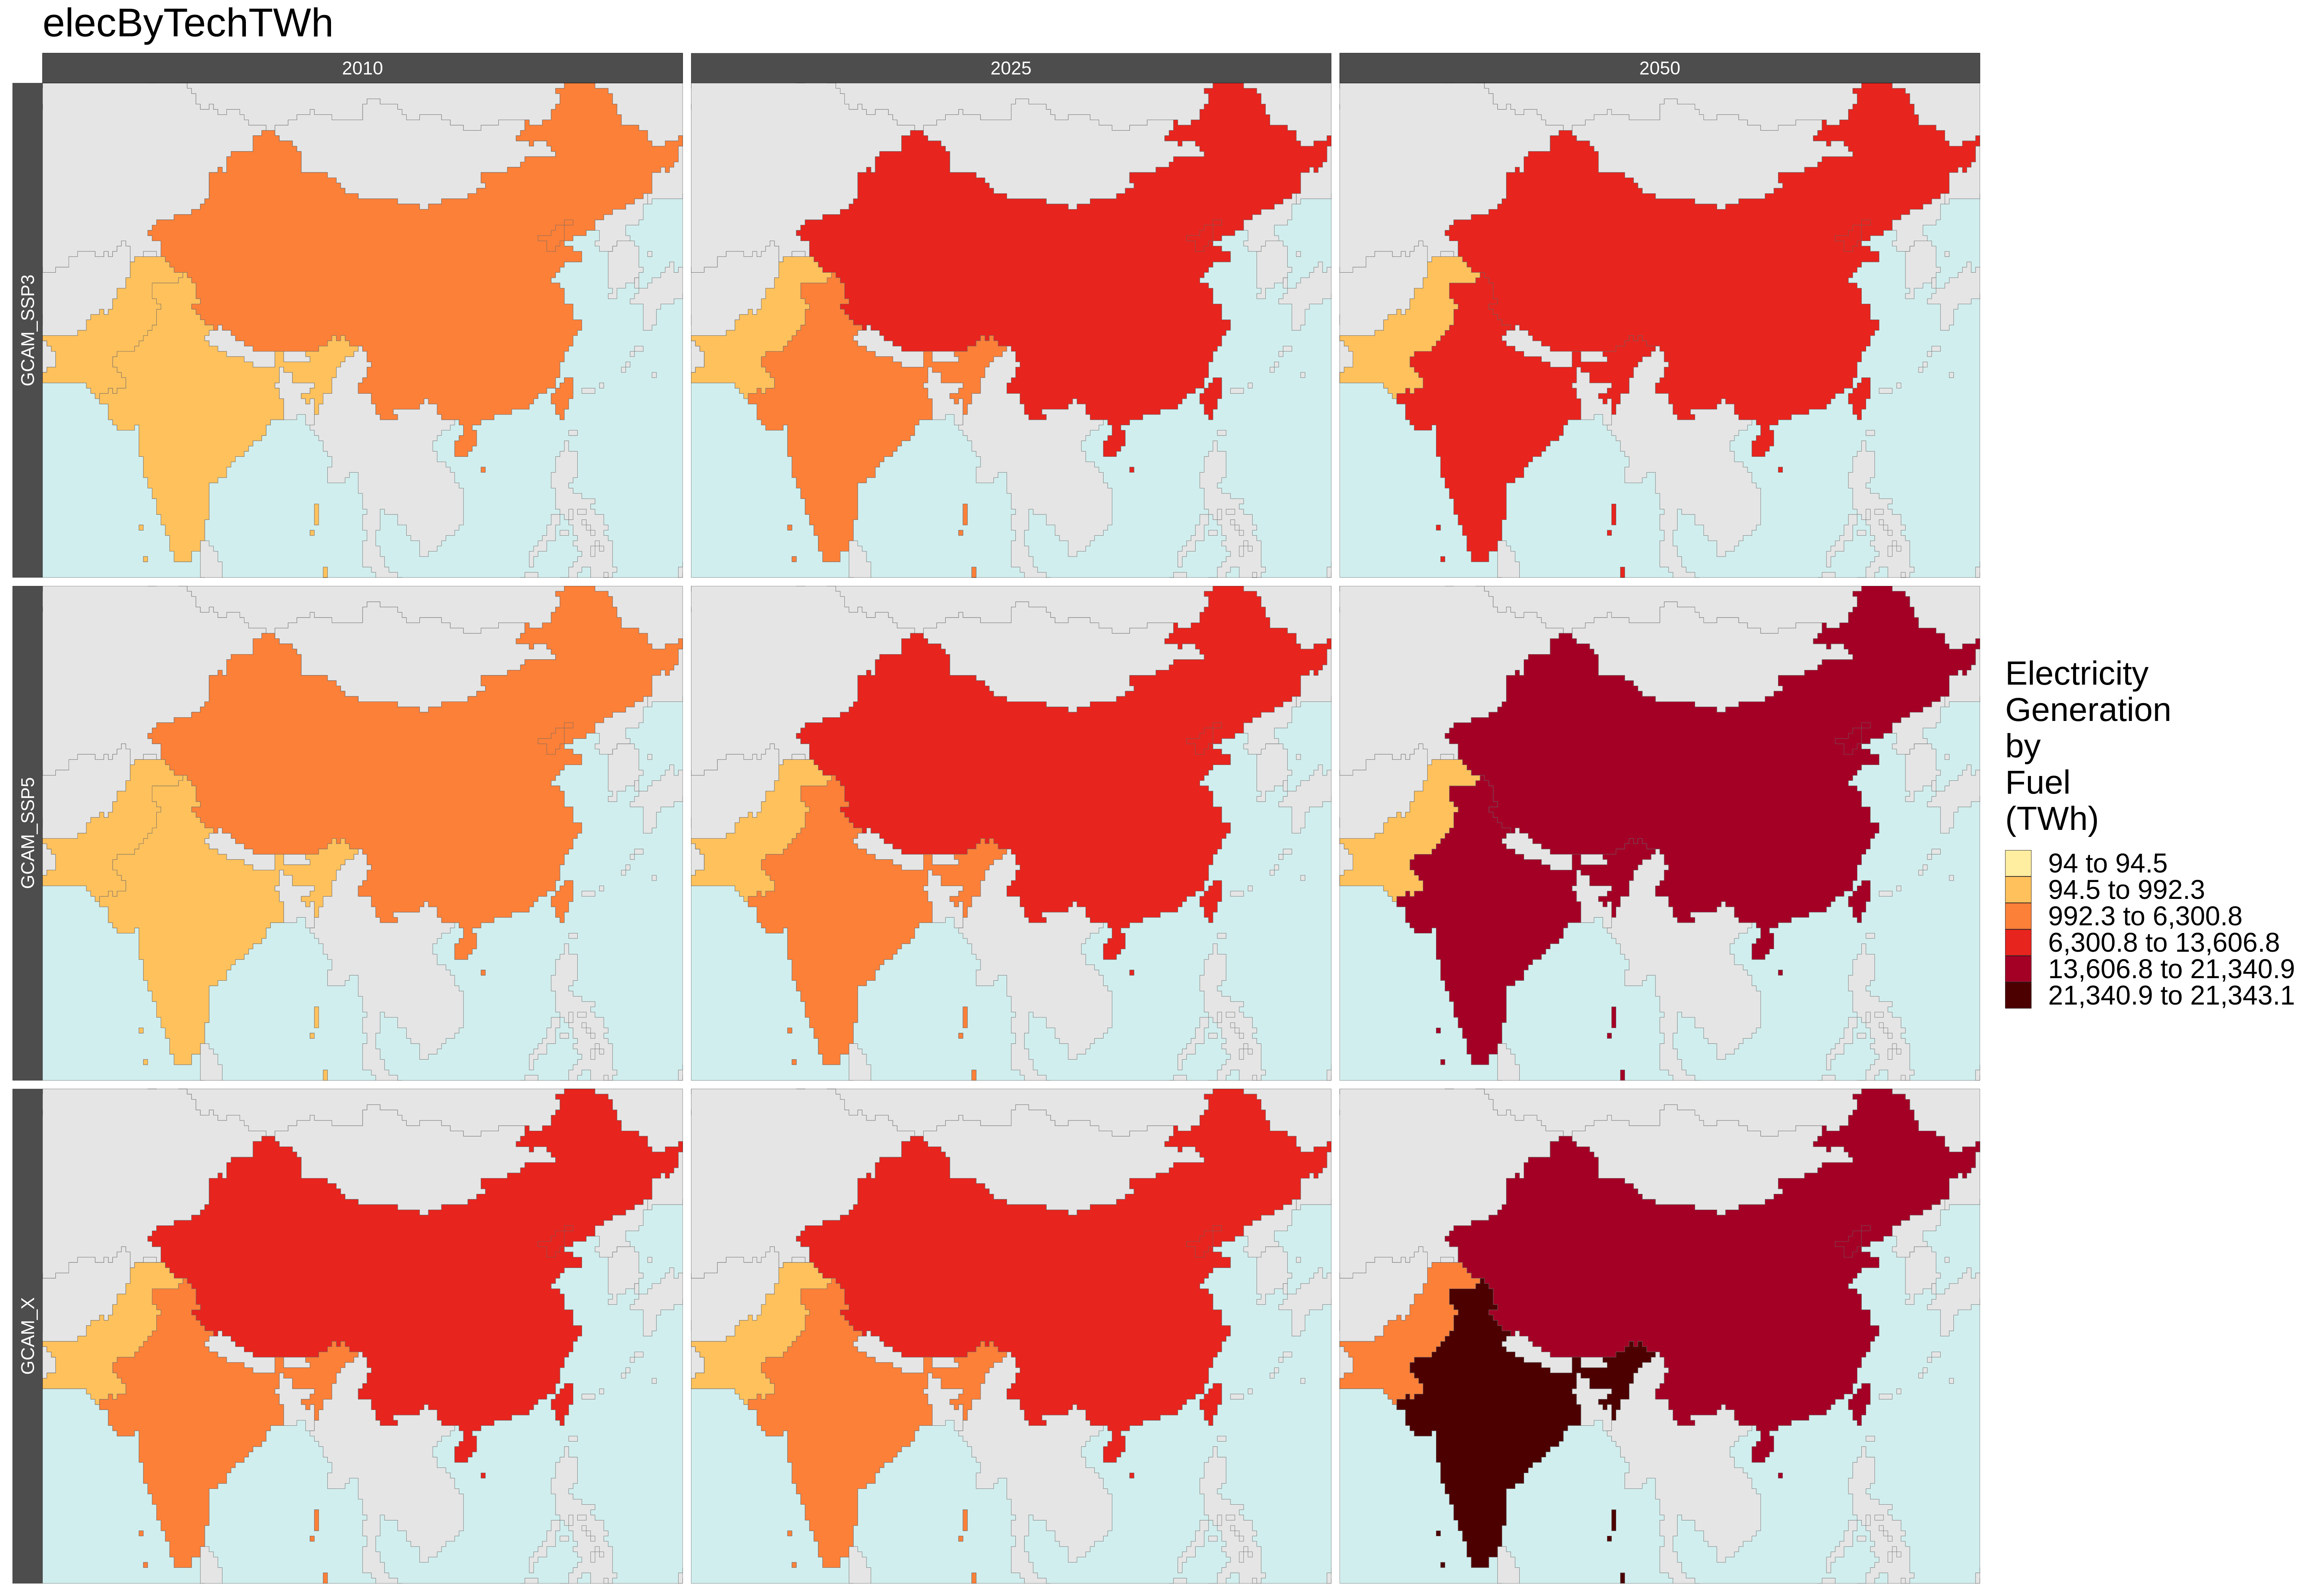 elecByTechTWh
2010
2025
2050
GCAM_SSP3
GCAM_SSP5
GCAM_X
Electricity
Generation
by
Fuel
(TWh)
94 to 94.5
94.5 to 992.3
992.3 to 6,300.8
6,300.8 to 13,606.8
13,606.8 to 21,340.9
21,340.9 to 21,343.1